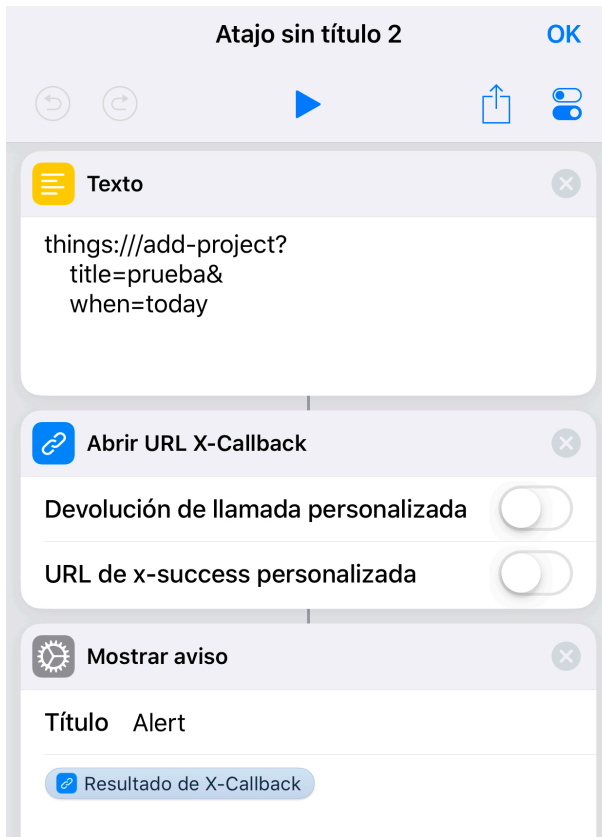 Atajo sin título 2
OK
Texto
things:///add-project?
title=prueba&
when=today
Abrir URL X-Callback
Devolución de llamada personalizada
URL de x-success personalizada
Mostrar aviso
Título Alert
Resultado de X-Callback